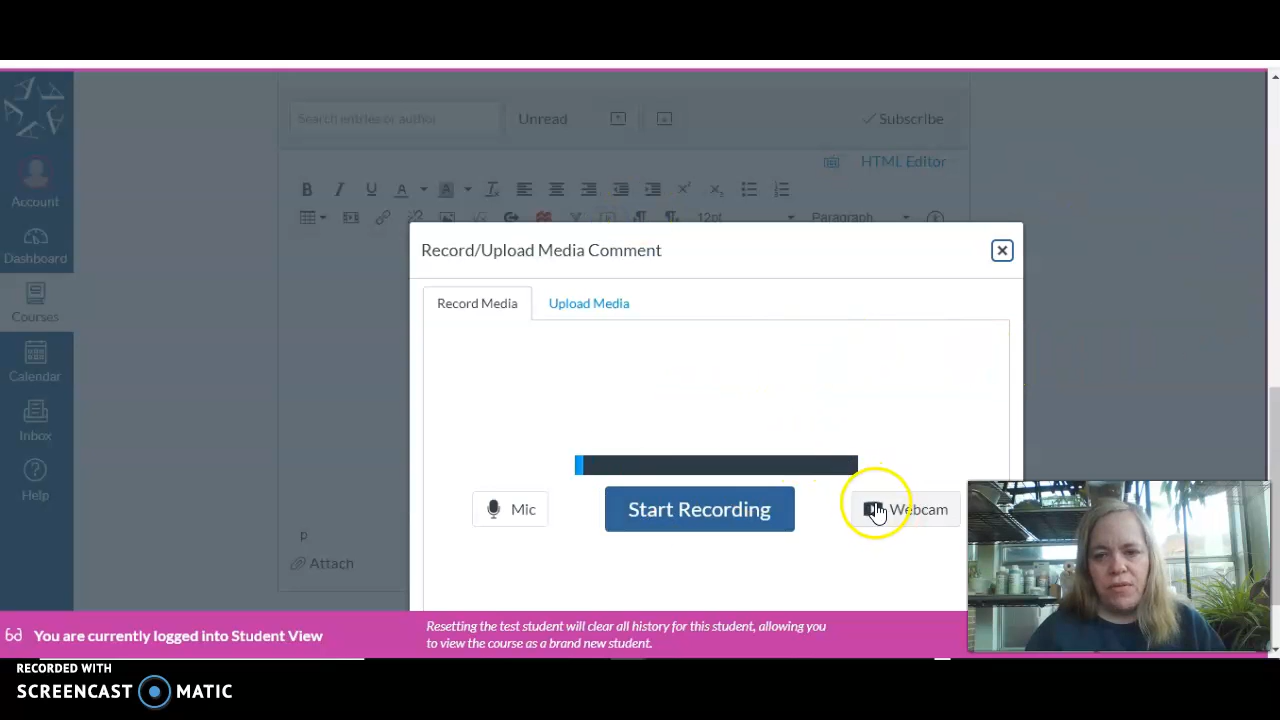 Search entries or author
Unread
Subscribe
HTML Editor
12pt
Paragraph
Account
Dashboard
Courses
Calendar
Inbox
Help
Record/Upload Media Comment
Record Media
Upload Media
Mic
Start Recording
Webcam
p
Attach
You are currently logged into Student View
Resetting the test student will clear all history for this student, allowing you
to view the course as a brand new student.
RECORDED WITH
SCREENCAST MATIC